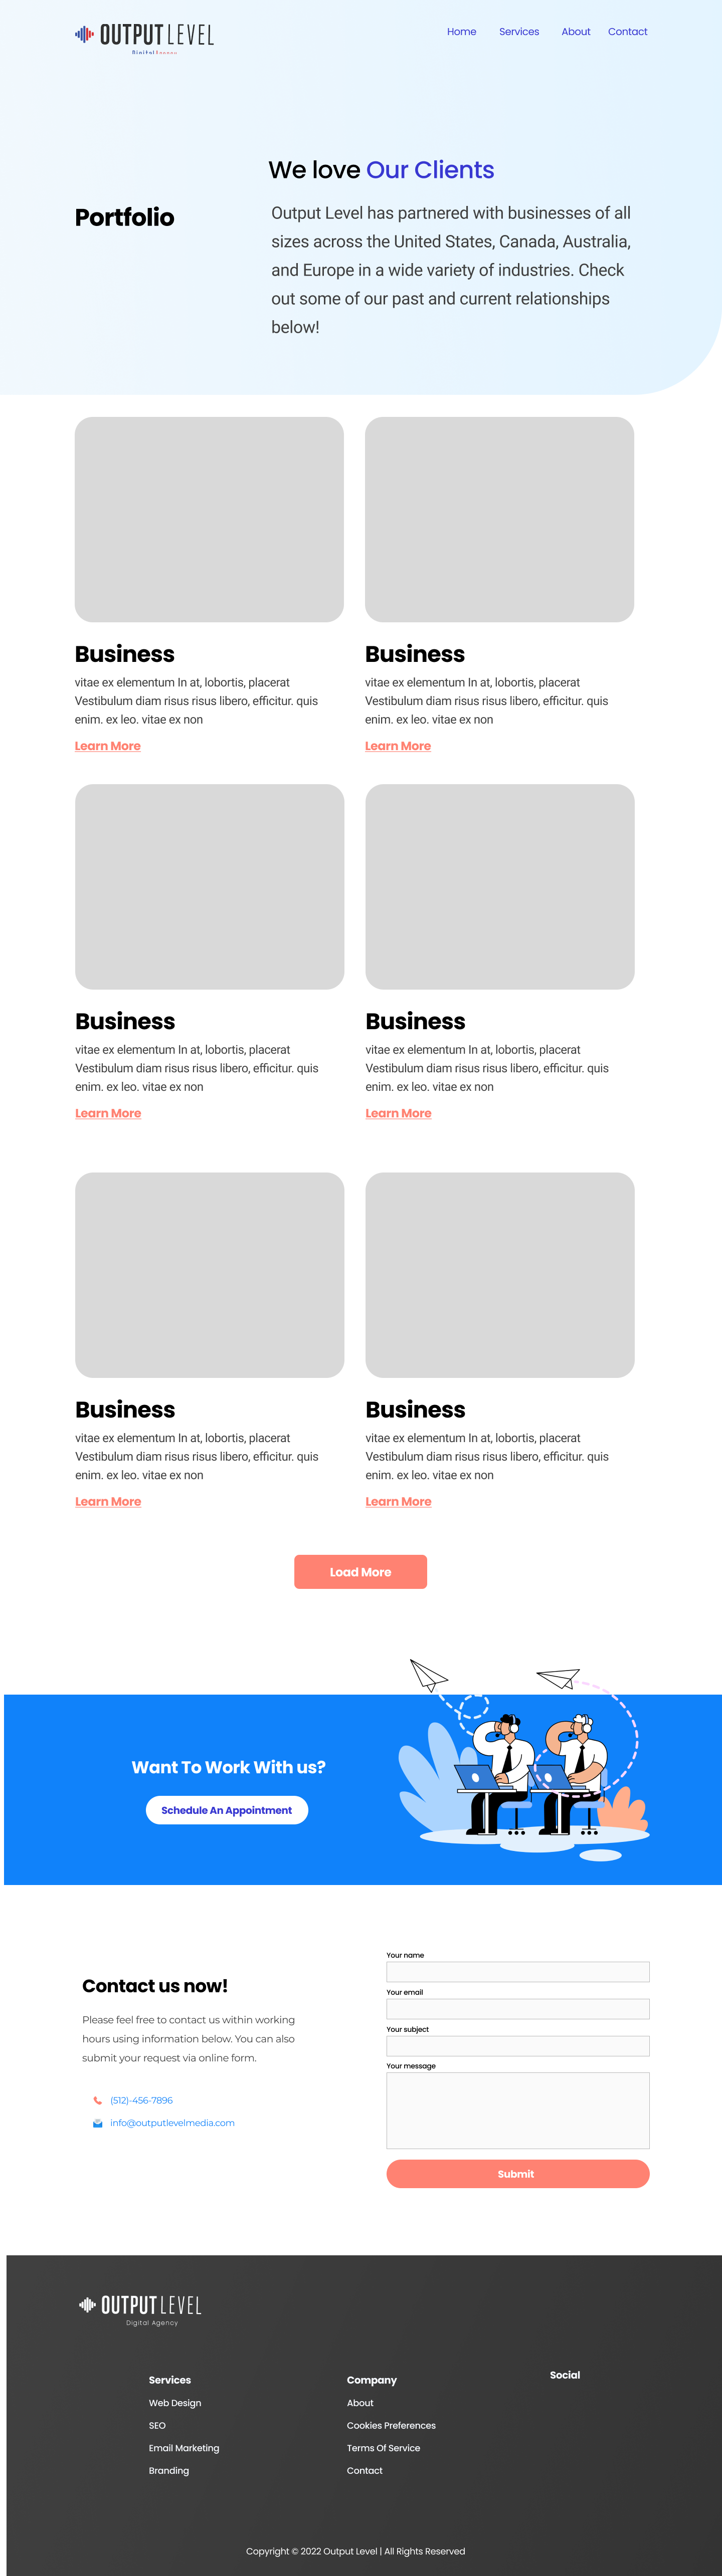 OUTPUT LEVEL
Home Services About Contact
We love Our Clients
Portfolio
Output Level has partnered with businesses of all
sizes across the United States, Canada, Australia,
and Europe in a wide variety of industries. Check
out some of our past and current relationships
below!
Business
vitae ex elementum In at, lobortis, placerat
Vestibulum diam risus risus libero, efficitur. quis
enim. ex leo. vitae ex non
Learn More
Business
vitae ex elementum In at, lobortis, placerat
Vestibulum diam risus risus libero, efficitur. quis
enim. ex leo. vitae ex non
Learn More
Business
vitae ex elementum In at, lobortis, placerat
Vestibulum diam risus risus libero, efficitur. quis
enim. ex leo. vitae ex non
Learn More
Business
vitae ex elementum In at, lobortis, placerat
Vestibulum diam risus risus libero, efficitur. quis
enim. ex leo. vitae ex non
Learn More
Business
vitae ex elementum In at, lobortis, placerat
Vestibulum diam risus risus libero, efficitur. quis
enim. ex leo. vitae ex non
Learn More
Business
vitae ex elementum In at, lobortis, placerat
Vestibulum diam risus risus libero, efficitur. quis
enim. ex leo. vitae ex non
Learn More
Load More
Want To Work With us?
Schedule An Appointment
Contact us now!
Please feel free to contact us within working
hours using information below. You can also
submit your request via online form.
(512)-456-7896
info@outputlevelmedia.com
Your name
Your email
Your subject
Your message
Submit
OUTPUT LEVEL
Digital Agency
Services
Web Design
SEO
Email Marketing
Branding
Company
About
Cookies Preferences
Terms Of Service
Contact
Social
Copyright © 2022 Output Level | All Rights Reserved